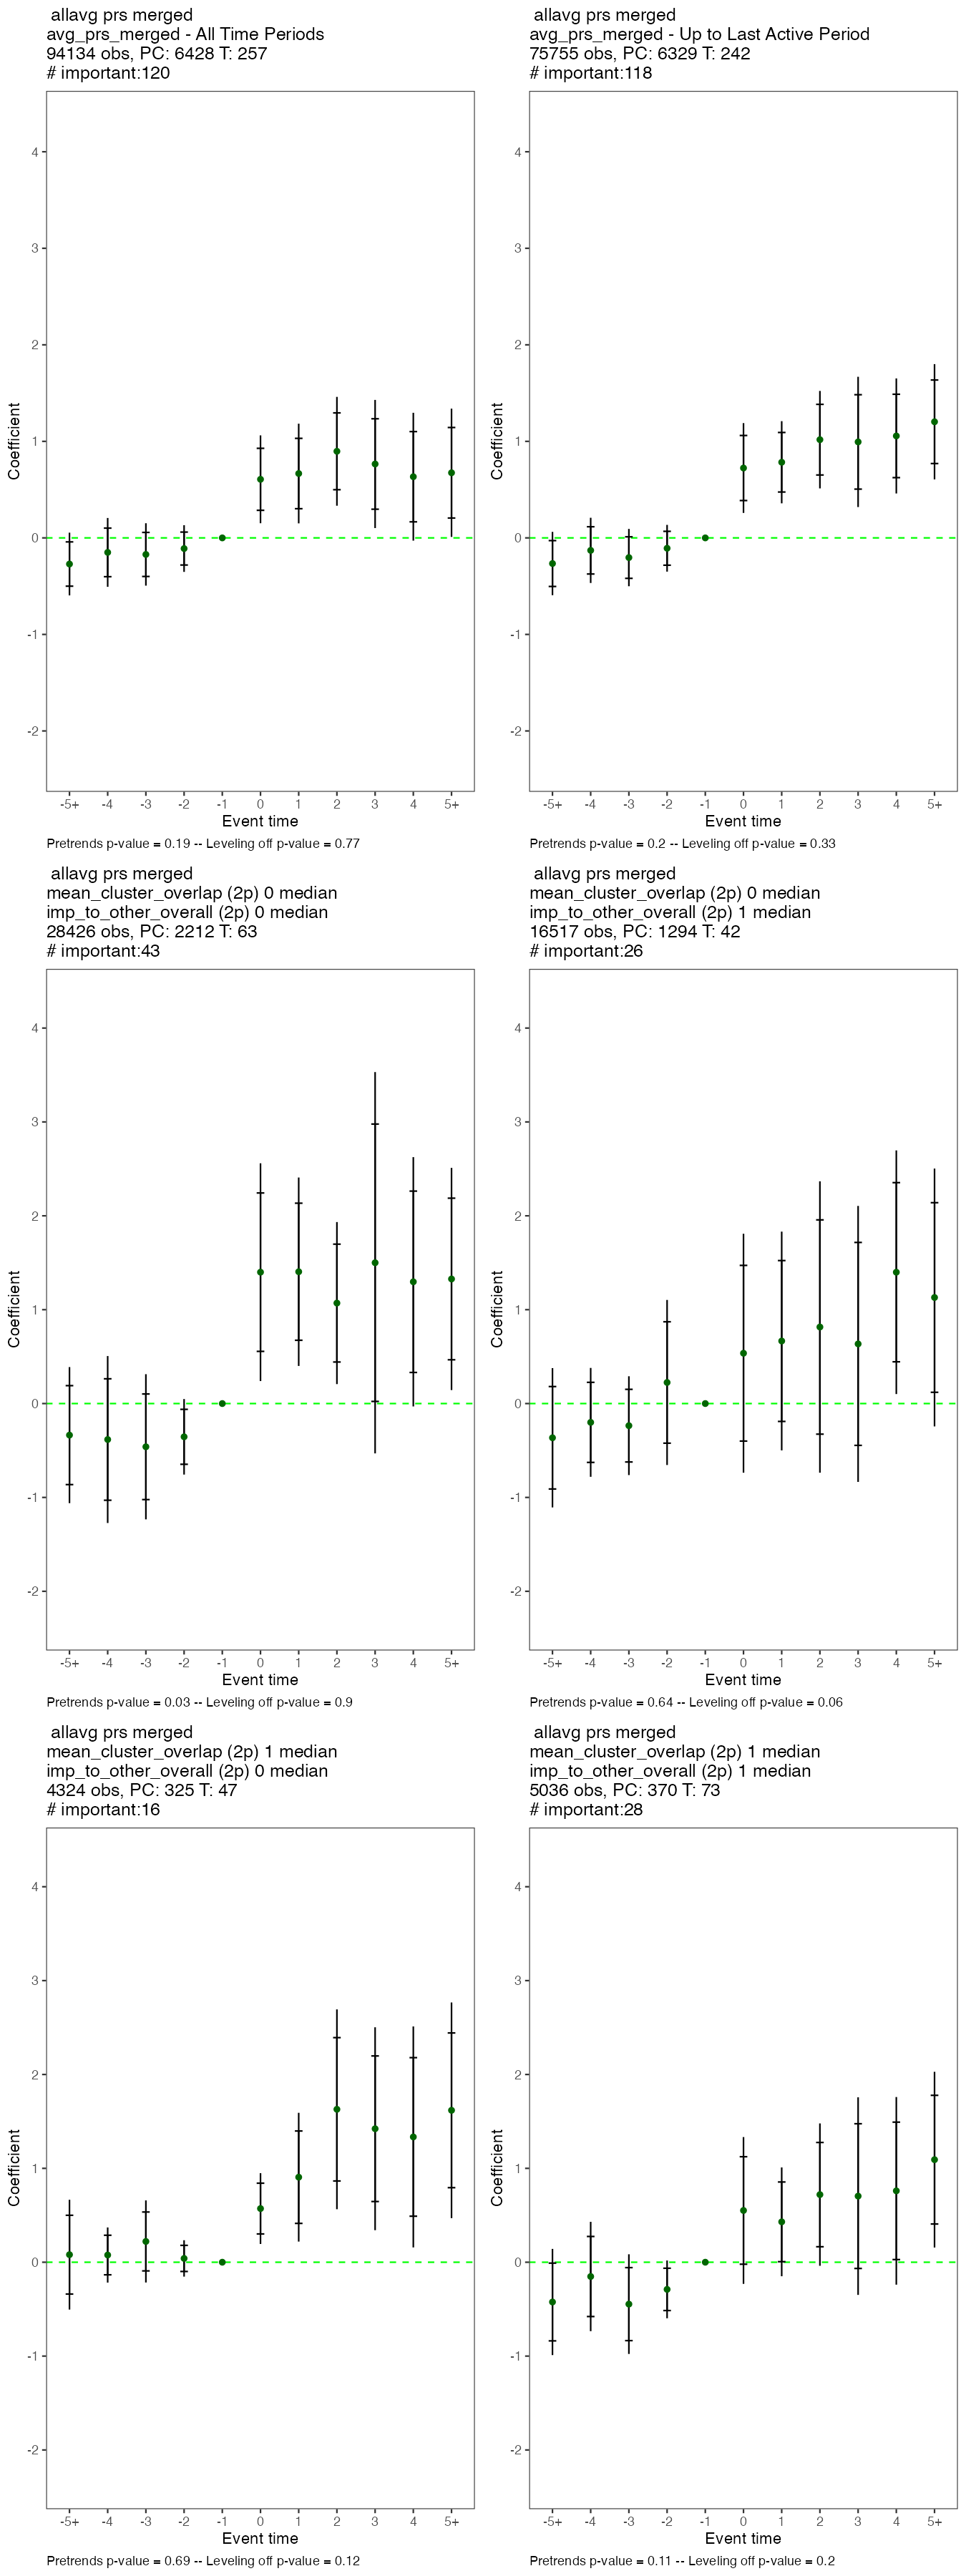 allavg prs merged
avg_prs_merged - All Time Periods
94134 obs, PC: 6428 T: 257
# important:120
4
3
2
1
0
-1
-2
Coefficient
-5+ -4 -3 -2 -1 0 1 2 3 4 5+
Event time
Pretrends p-value = 0.19 -- Leveling off p-value = 0.77
allavg prs merged
avg_prs_merged - Up to Last Active Period
75755 obs, PC: 6329 T: 242
# important:118
4
3
2
1
0
-1
-2
Coefficient
-5+ -4 -3 -2 -1 0 1 2 3 4 5+
Event time
Pretrends p-value = 0.2 -- Leveling off p-value = 0.33
allavg prs merged
mean_cluster_overlap (2p) 0 median
imp_to_other_overall (2p) 0 median
28426 obs, PC: 2212 T: 63
# important:43
4
3
2
1
0
-1
-2
Coefficient
-5+ -4 -3 -2 -1 0 1 2 3 4 5+
Event time
Pretrends p-value = 0.03 -- Leveling off p-value = 0.9
allavg prs merged
mean_cluster_overlap (2p) 0 median
imp_to_other_overall (2p) 1 median
16517 obs, PC: 1294 T: 42
# important:26
4
3
2
1
0
-1
-2
Coefficient
-5+ -4 -3 -2 -1 0 1 2 3 4 5+
Event time
Pretrends p-value = 0.64 -- Leveling off p-value = 0.06
allavg prs merged
mean_cluster_overlap (2p) 1 median
imp_to_other_overall (2p) 0 median
4324 obs, PC: 325 T: 47
# important:16
4
3
2
1
0
-1
-2
Coefficient
-5+ -4 -3 -2 -1 0 1 2 3 4 5+
Event time
Pretrends p-value = 0.69 -- Leveling off p-value = 0.12
allavg prs merged
mean_cluster_overlap (2p) 1 median
imp_to_other_overall (2p) 1 median
5036 obs, PC: 370 T: 73
# important:28
4
3
2
1
0
-1
-2
Coefficient
-5+ -4 -3 -2 -1 0 1 2 3 4 5+
Event time
Pretrends p-value = 0.11 -- Leveling off p-value = 0.2